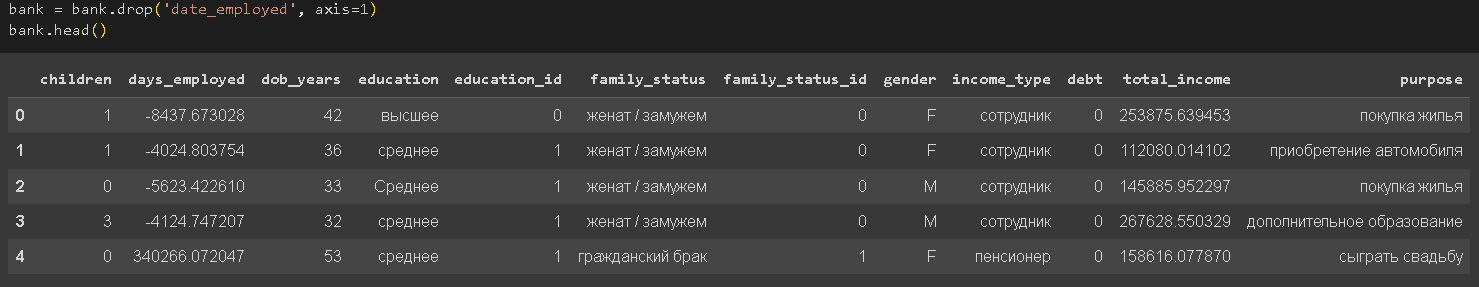 bank = bank.drop('date_employed', axis=1)
bank.head()
children days_employed dob_years education education_id family_status family_status_id gender income_type debt total_income purpose
0 1 -8437.673028 42 высшее 0 женат / замужем 0 F сотрудник 0 253875.639453 покупка жилья
1 1 -4024.803754 36 среднее 1 женат / замужем 0 F сотрудник 0 112080.014102 приобретение автомобиля
2 0 -5623.422610 33 Среднее 1 женат / замужем 0 M сотрудник 0 145885.952297 покупка жилья
3 3 -4124.747207 32 среднее 1 женат / замужем 0 M сотрудник 0 267628.550329 дополнительное образование
4 0 340266.072047 53 среднее 1 гражданский брак 1 F пенсионер 0 158616.077870 сыграть свадьбу